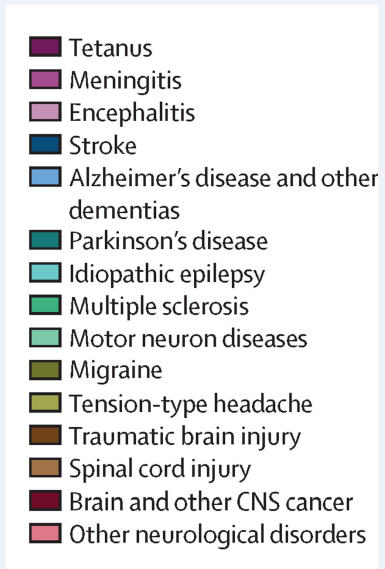 Tetanus
Meningitis
Encephalitis
Stroke
Alzheimer’s disease and other
dementias
Parkinson’s disease
Idiopathic epilepsy
Multiple sclerosis
Motor neuron diseases
Migraine
Tension-type headache
Traumatic brain injury
Spinal cord injury
Brain and other CNS cancer
Other neurological disorders